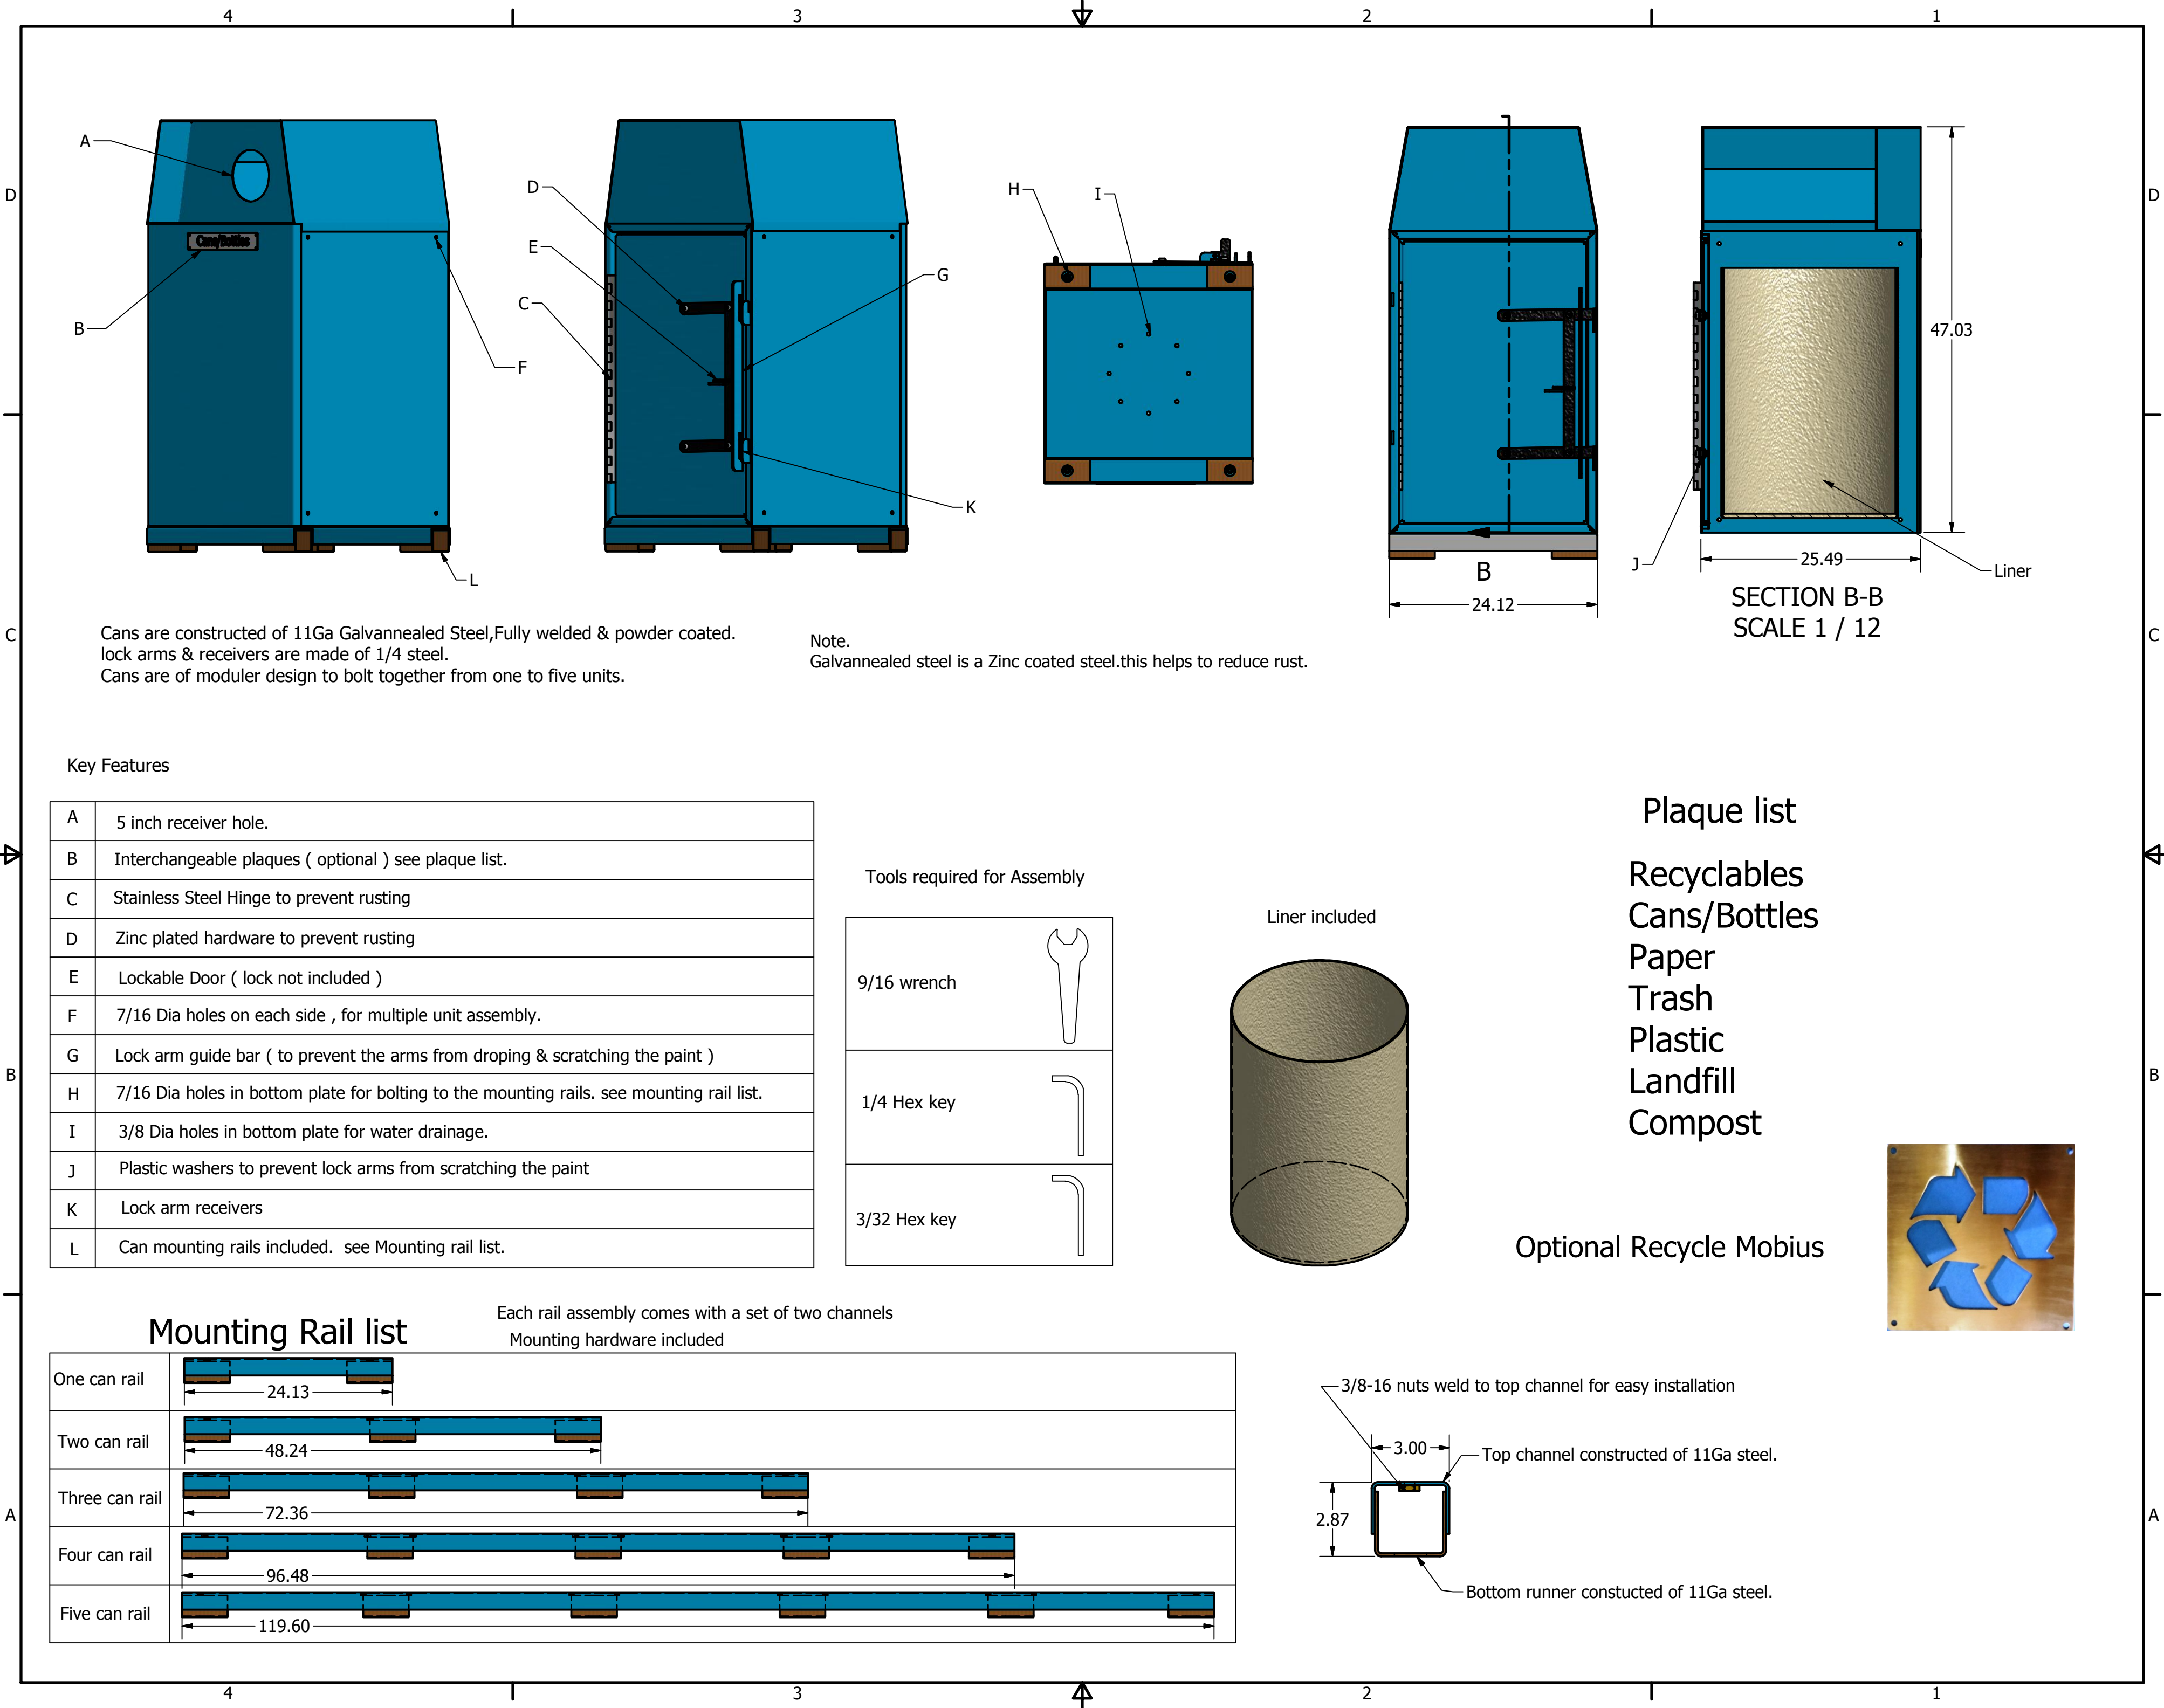 4 3 2 1
D D
A
B
Cans/Bottles
F
L
D
E
C
G
K
H
I
B
24.12
47.03
25.49
J
Liner
SECTION B-B
SCALE 1 / 12
C C
Cans are constructed of 11Ga Galvannealed Steel,Fully welded & powder coated.
lock arms & receivers are made of 1/4 steel.
Cans are of moduler design to bolt together from one to five units.
Note.
Galvannealed steel is a Zinc coated steel.this helps to reduce rust.
Key Features
A 5 inch receiver hole.
B Interchangeable plaques ( optional ) see plaque list.
C Stainless Steel Hinge to prevent rusting
D Zinc plated hardware to prevent rusting
E Lockable Door ( lock not included )
F 7/16 Dia holes on each side , for multiple unit assembly.
G Lock arm guide bar ( to prevent the arms from droping & scratching the paint )
H 7/16 Dia holes in bottom plate for bolting to the mounting rails. see mounting rail list.
I 3/8 Dia holes in bottom plate for water drainage.
J Plastic washers to prevent lock arms from scratching the paint
K Lock arm receivers
L Can mounting rails included. see Mounting rail list.
Tools required for Assembly
9/16 wrench
1/4 Hex key
3/32 Hex key
Liner included
Plaque list
Recyclables
Cans/Bottles
Paper
Trash
Plastic
Landfill
Compost
Optional Recycle Mobius
B B
Mounting Rail list
Each rail assembly comes with a set of two channels
Mounting hardware included
One can rail 24.13
Two can rail 48.24
Three can rail 72.36
Four can rail 96.48
Five can rail 119.60
3/8-16 nuts weld to top channel for easy installation
3.00
Top channel constructed of 11Ga steel.
2.87
Bottom runner constucted of 11Ga steel.
A A
4 3 2 1